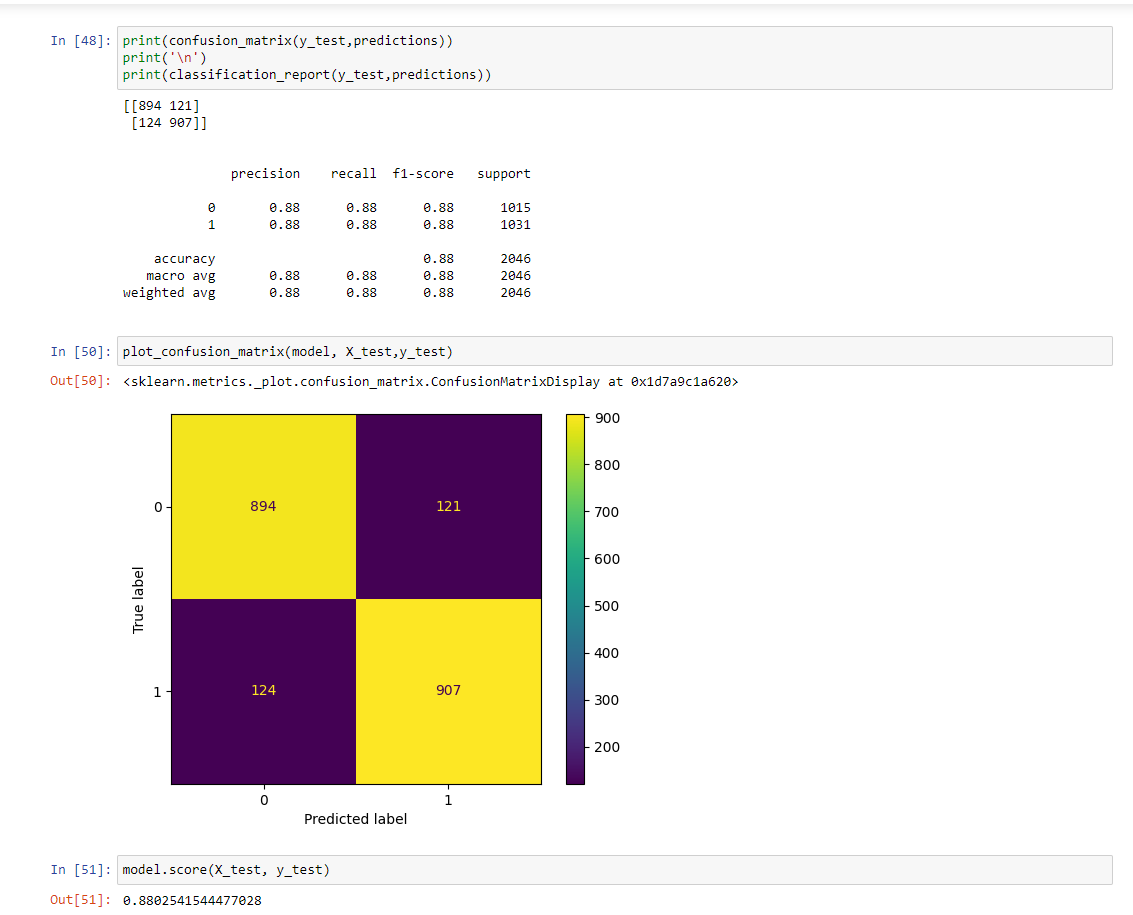 In [48]: print(confusion_matrix(y_test,predictions))
print('\n')
print(classification_report(y_test,predictions))
[[894 121]
 [124 907]]
precision recall f1-score support
0 0.88 0.88 0.88 1015
1 0.88 0.88 0.88 1031
accuracy 0.88 2046
macro avg 0.88 0.88 0.88 2046
weighted avg 0.88 0.88 0.88 2046
In [50]: plot_confusion_matrix(model, X_test,y_test)
Out[50]: <sklearn.metrics._plot.confusion_matrix.ConfusionMatrixDisplay at 0x1d7a9c1a620>
900
800
700
600
500
400
300
200
True label
0
894 121
1
124 907
0 1
Predicted label
In [51]: model.score(X_test, y_test)
Out[51]: 0.8802541544477028